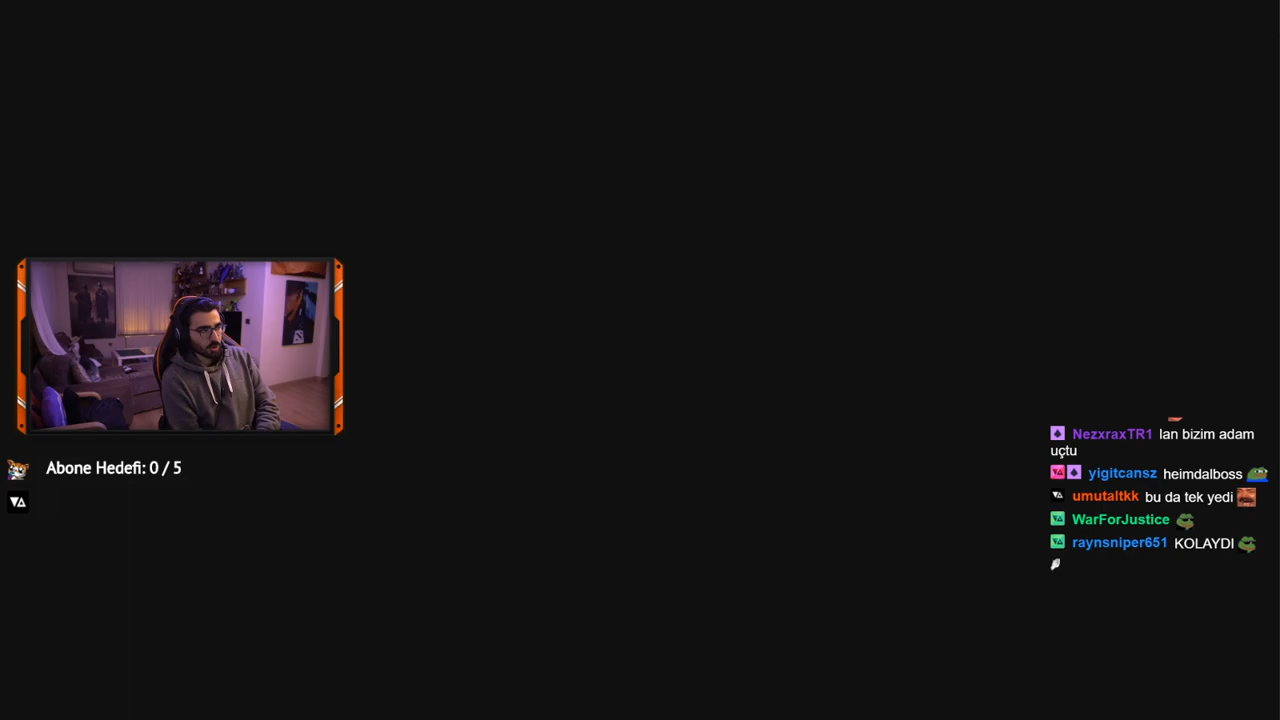 Abone Hedefi: 0 / 5
NezxraxTR1 lan bizim adam
uçtu
yigitcansz heimdalboss
umutaltkk bu da tek yedi
WarForJustice
raynsniper651 KOLAYDI